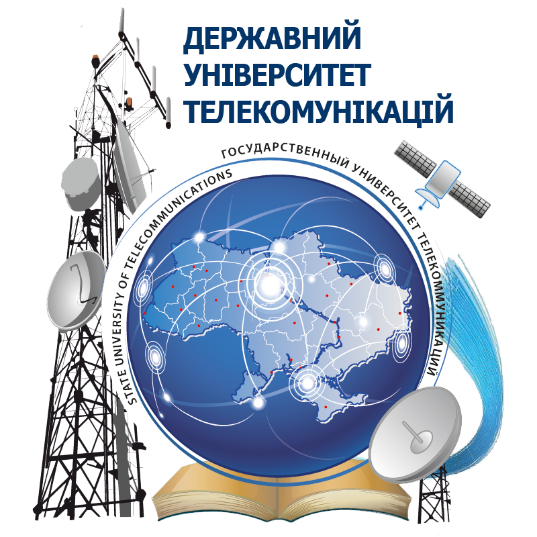 ДЕРЖАВНИЙ
УНІВЕРСИТЕТ
ТЕЛЕКОМУНІКАЦІЙ
STATE UNIVERSITY OF TELECOMMUNICATIONS
ГОСУДАРСТВЕННЫЙ УНИВЕРСИТЕТ ТЕЛЕКОММУНИКАЦИЙ